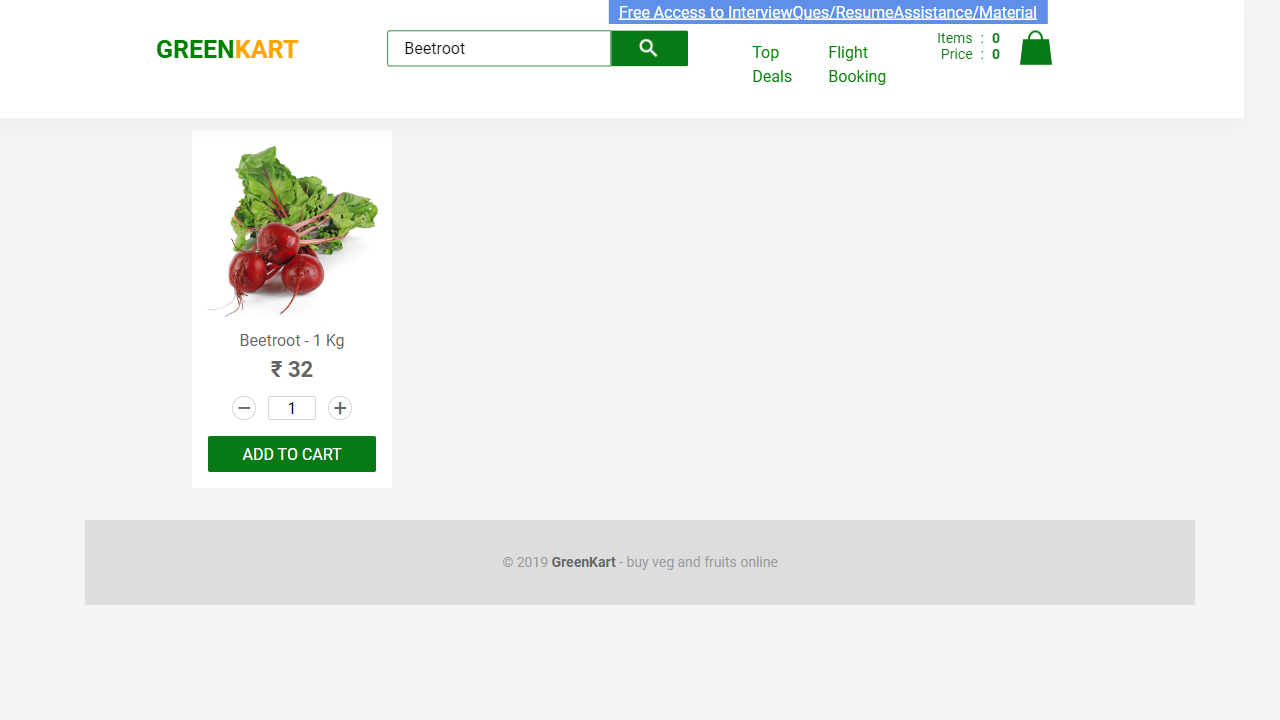 Free Access to InterviewQues/ResumeAssistance/Material
GREENKART
Beetroot
Top Deals
Flight Booking
Items : 0
Price : 0
Beetroot - 1 Kg
₹ 32
− 1 +
ADD TO CART
© 2019 GreenKart - buy veg and fruits online